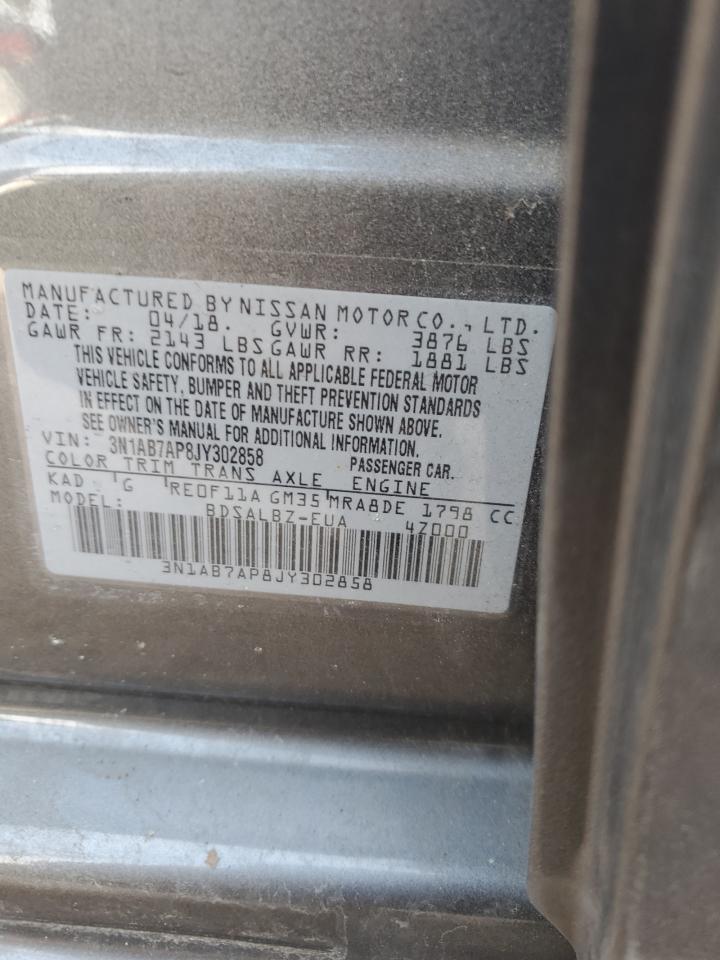 MANUFACTURED BY NISSAN MOTOR CO., LTD.
DATE: 04/18. GVWR: 3876 LBS
GAWR FR: 2143 LBS GAWR RR: 1881 LBS
THIS VEHICLE CONFORMS TO ALL APPLICABLE FEDERAL MOTOR
VEHICLE SAFETY, BUMPER AND THEFT PREVENTION STANDARDS
IN EFFECT ON THE DATE OF MANUFACTURE SHOWN ABOVE.
SEE OWNER'S MANUAL FOR ADDITIONAL INFORMATION.
VIN: 3N1AB7AP8JY302858 PASSENGER CAR.
COLOR TRIM TRANS AXLE ENGINE
KAD G RE0F11A GM35 MRA8DE 1798 CC
MODEL: BDSALBZ-EUA 4Z000
3N1AB7AP8JY302858